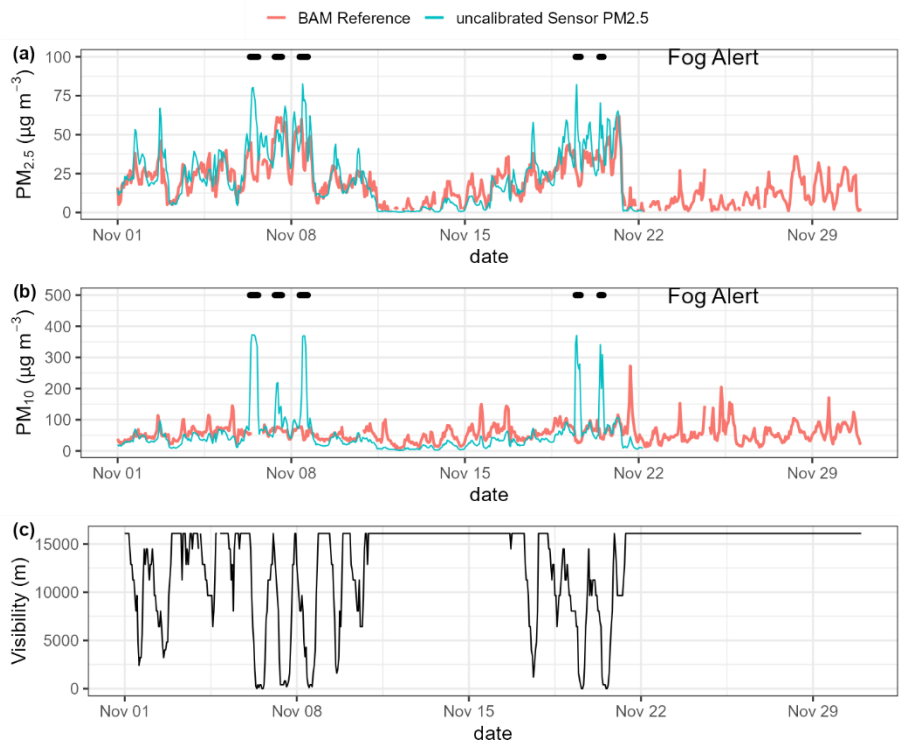 BAM Reference uncalibrated Sensor PM2.5
(a)
Fog Alert
PM₂.₅ (µg m⁻³)
100
75
50
25
0
Nov 01 Nov 08 Nov 15 Nov 22 Nov 29
date
(b)
Fog Alert
PM₁₀ (µg m⁻³)
500
400
300
200
100
0
Nov 01 Nov 08 Nov 15 Nov 22 Nov 29
date
(c)
Visibility (m)
15000
10000
5000
0
Nov 01 Nov 08 Nov 15 Nov 22 Nov 29
date